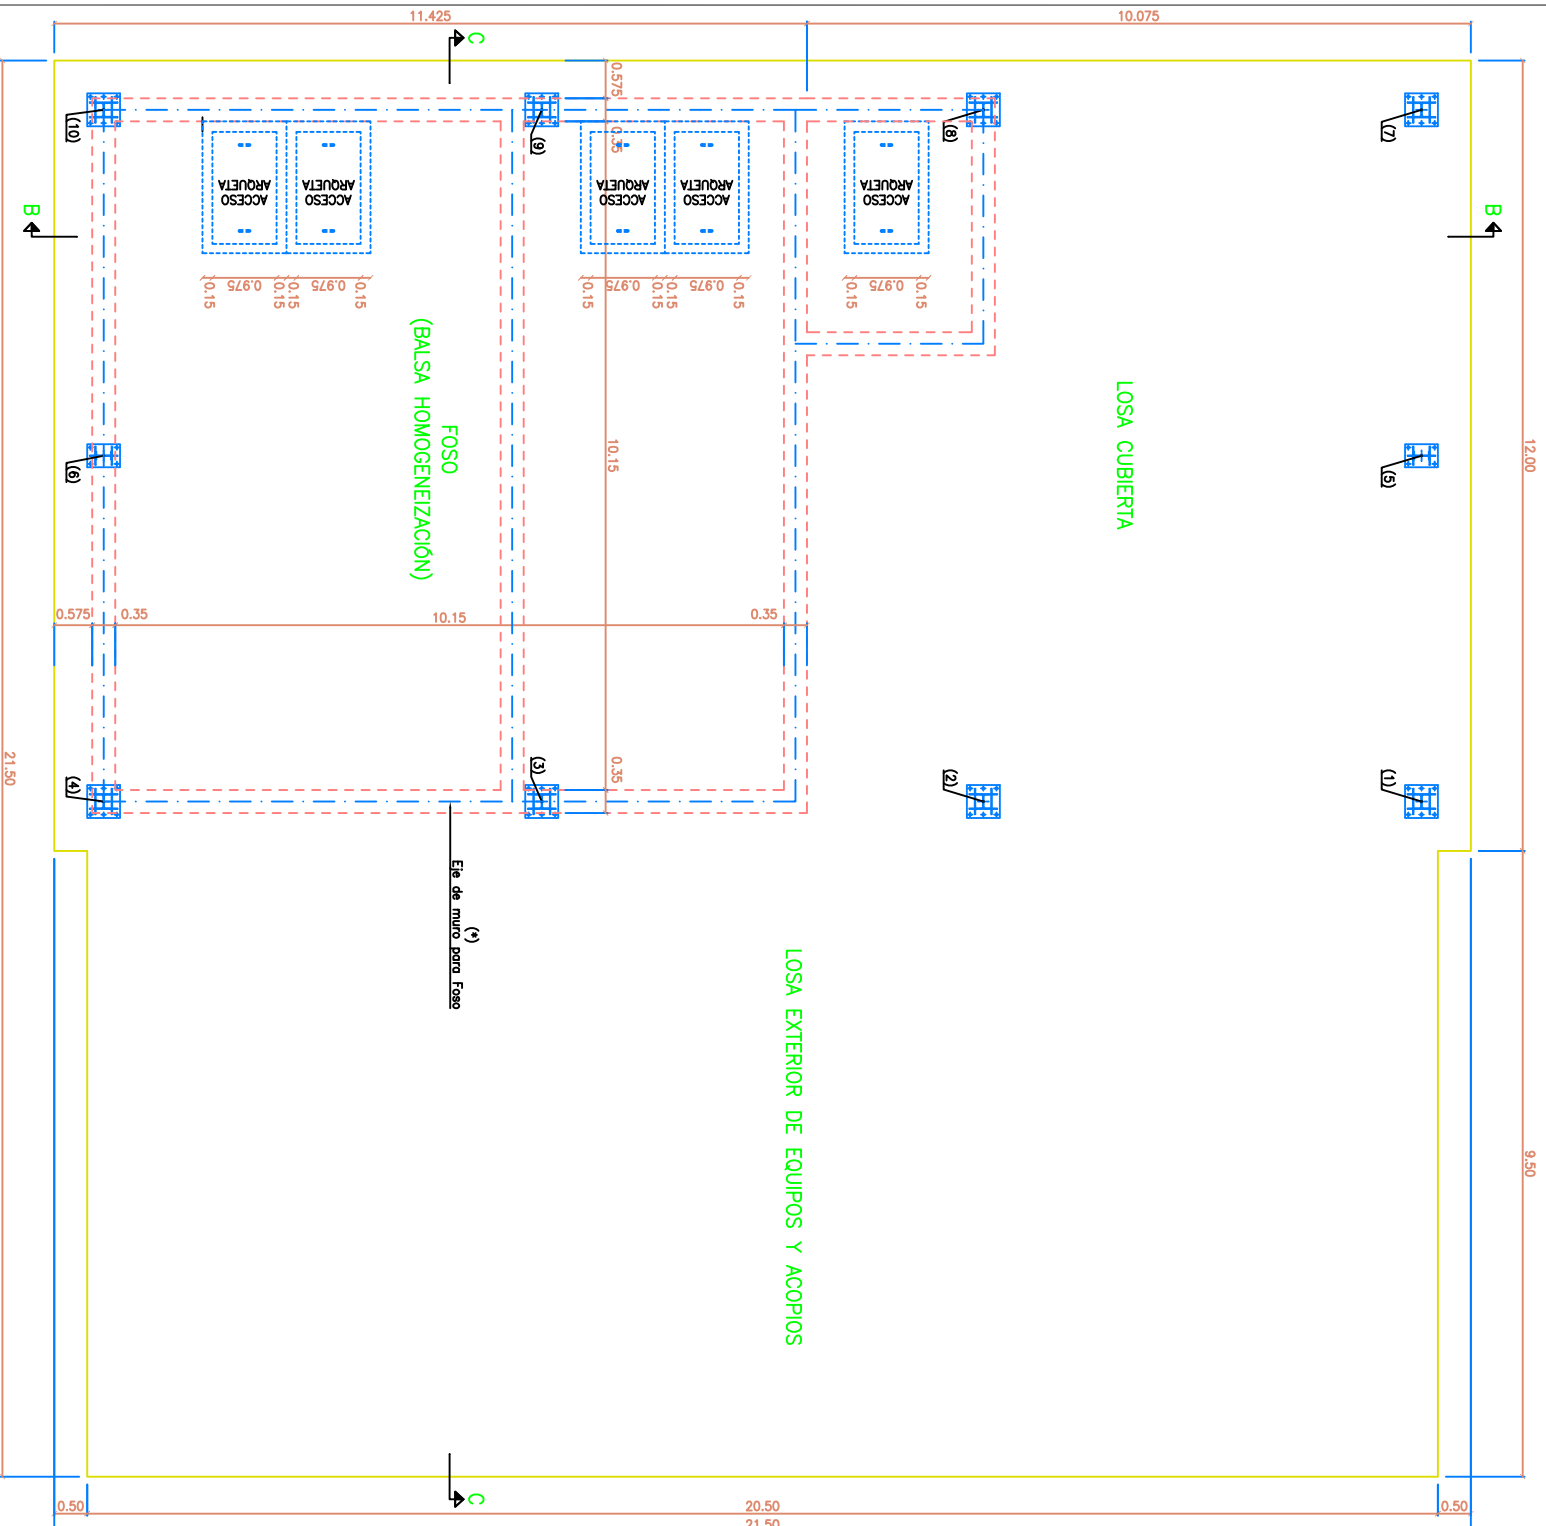 11.425
10.075
C
0.575
0.35
(10)
(9)
(8)
(7)
ACCESO
ARQUETA
ACCESO
ARQUETA
ACCESO
ARQUETA
ACCESO
ARQUETA
ACCESO
ARQUETA
B
B
0.15
0.975
0.15
0.15
0.975
0.15
0.15
0.975
0.15
0.15
0.975
0.15
0.15
0.975
0.15
FOSO
(BALSA HOMOGENEIZACIÓN)
LOSA CUBIERTA
12.00
10.15
(6)
(5)
0.575
0.35
10.15
0.35
21.50
(4)
(3)
0.35
(2)
(1)
(*)
Eje de muro para Foso
LOSA EXTERIOR DE EQUIPOS Y ACOPIOS
9.50
C
0.50
20.50
0.50
21.50